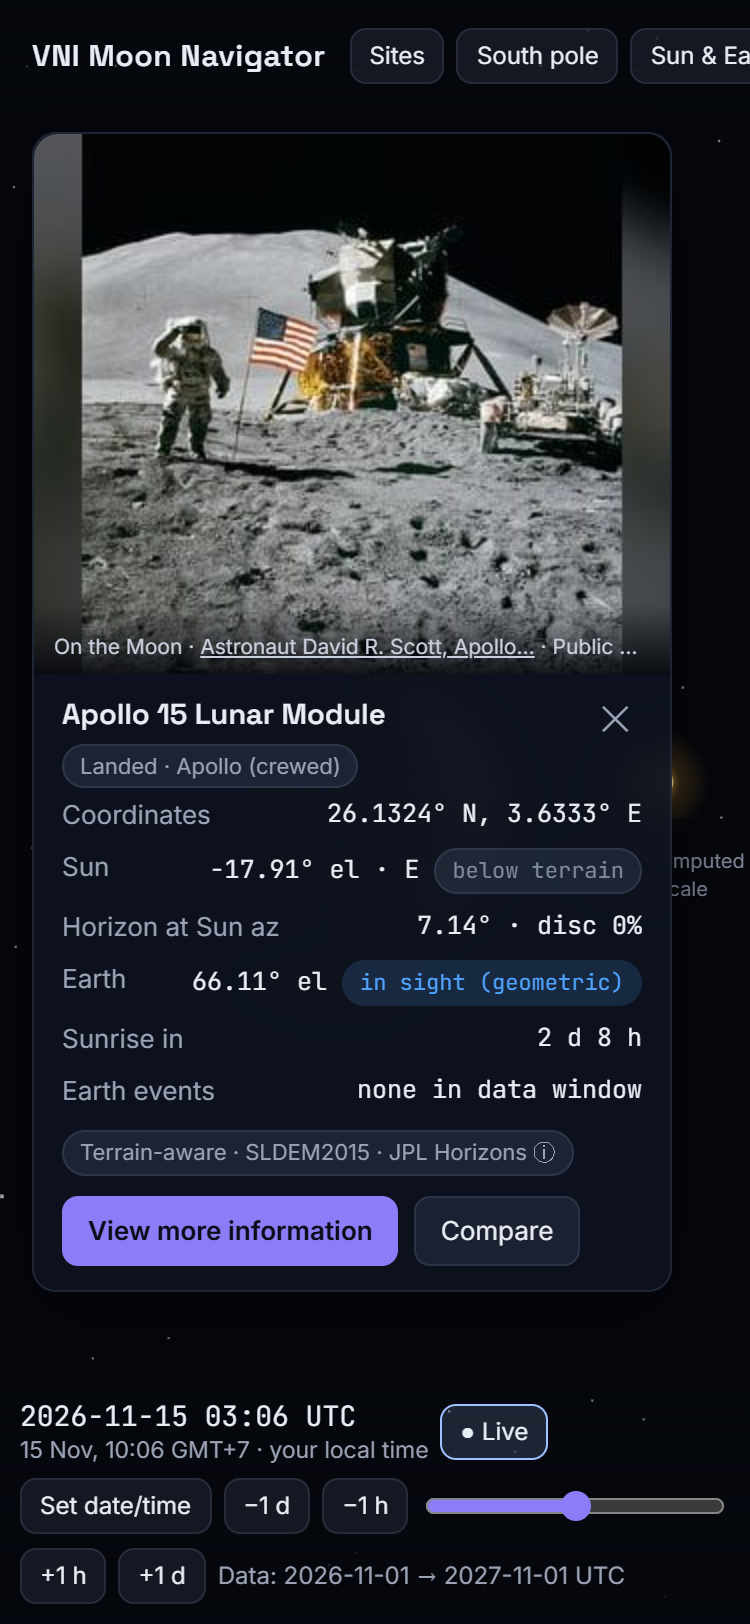 VNI Moon Navigator
Sites
South pole
Sun & Ea
On the Moon · Astronaut David R. Scott, Apollo... · Public ...
Apollo 15 Lunar Module
Landed · Apollo (crewed)
Coordinates 26.1324° N, 3.6333° E
Sun -17.91° el · E below terrain
Horizon at Sun az 7.14° · disc 0%
Earth 66.11° el in sight (geometric)
Sunrise in 2 d 8 h
Earth events none in data window
Terrain-aware · SLDEM2015 · JPL Horizons ⓘ
View more information
Compare
mputed
cale
2026-11-15 03:06 UTC
15 Nov, 10:06 GMT+7 · your local time
● Live
Set date/time
−1 d
−1 h
+1 h
+1 d
Data: 2026-11-01 → 2027-11-01 UTC